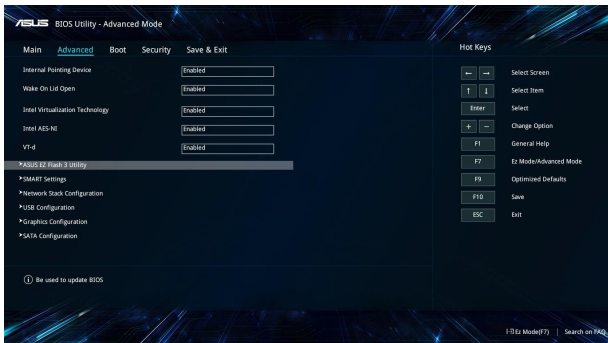 ASUS BIOS Utility - Advanced Mode
Main Advanced Boot Security Save & Exit
Hot Keys
Internal Pointing Device Enabled
Wake On Lid Open Enabled
Intel Virtualization Technology Enabled
Intel AES-NI Enabled
VT-d Enabled
>ASUS EZ Flash 3 Utility
>SMART Settings
>Network Stack Configuration
>USB Configuration
>Graphics Configuration
>SATA Configuration
← → Select Screen
↑ ↓ Select Item
Enter Select
+ − Change Option
F1 General Help
F7 Ez Mode/Advanced Mode
F9 Optimized Defaults
F10 Save
ESC Exit
i Be used to update BIOS
Ez Mode(F7) | Search on FAQ